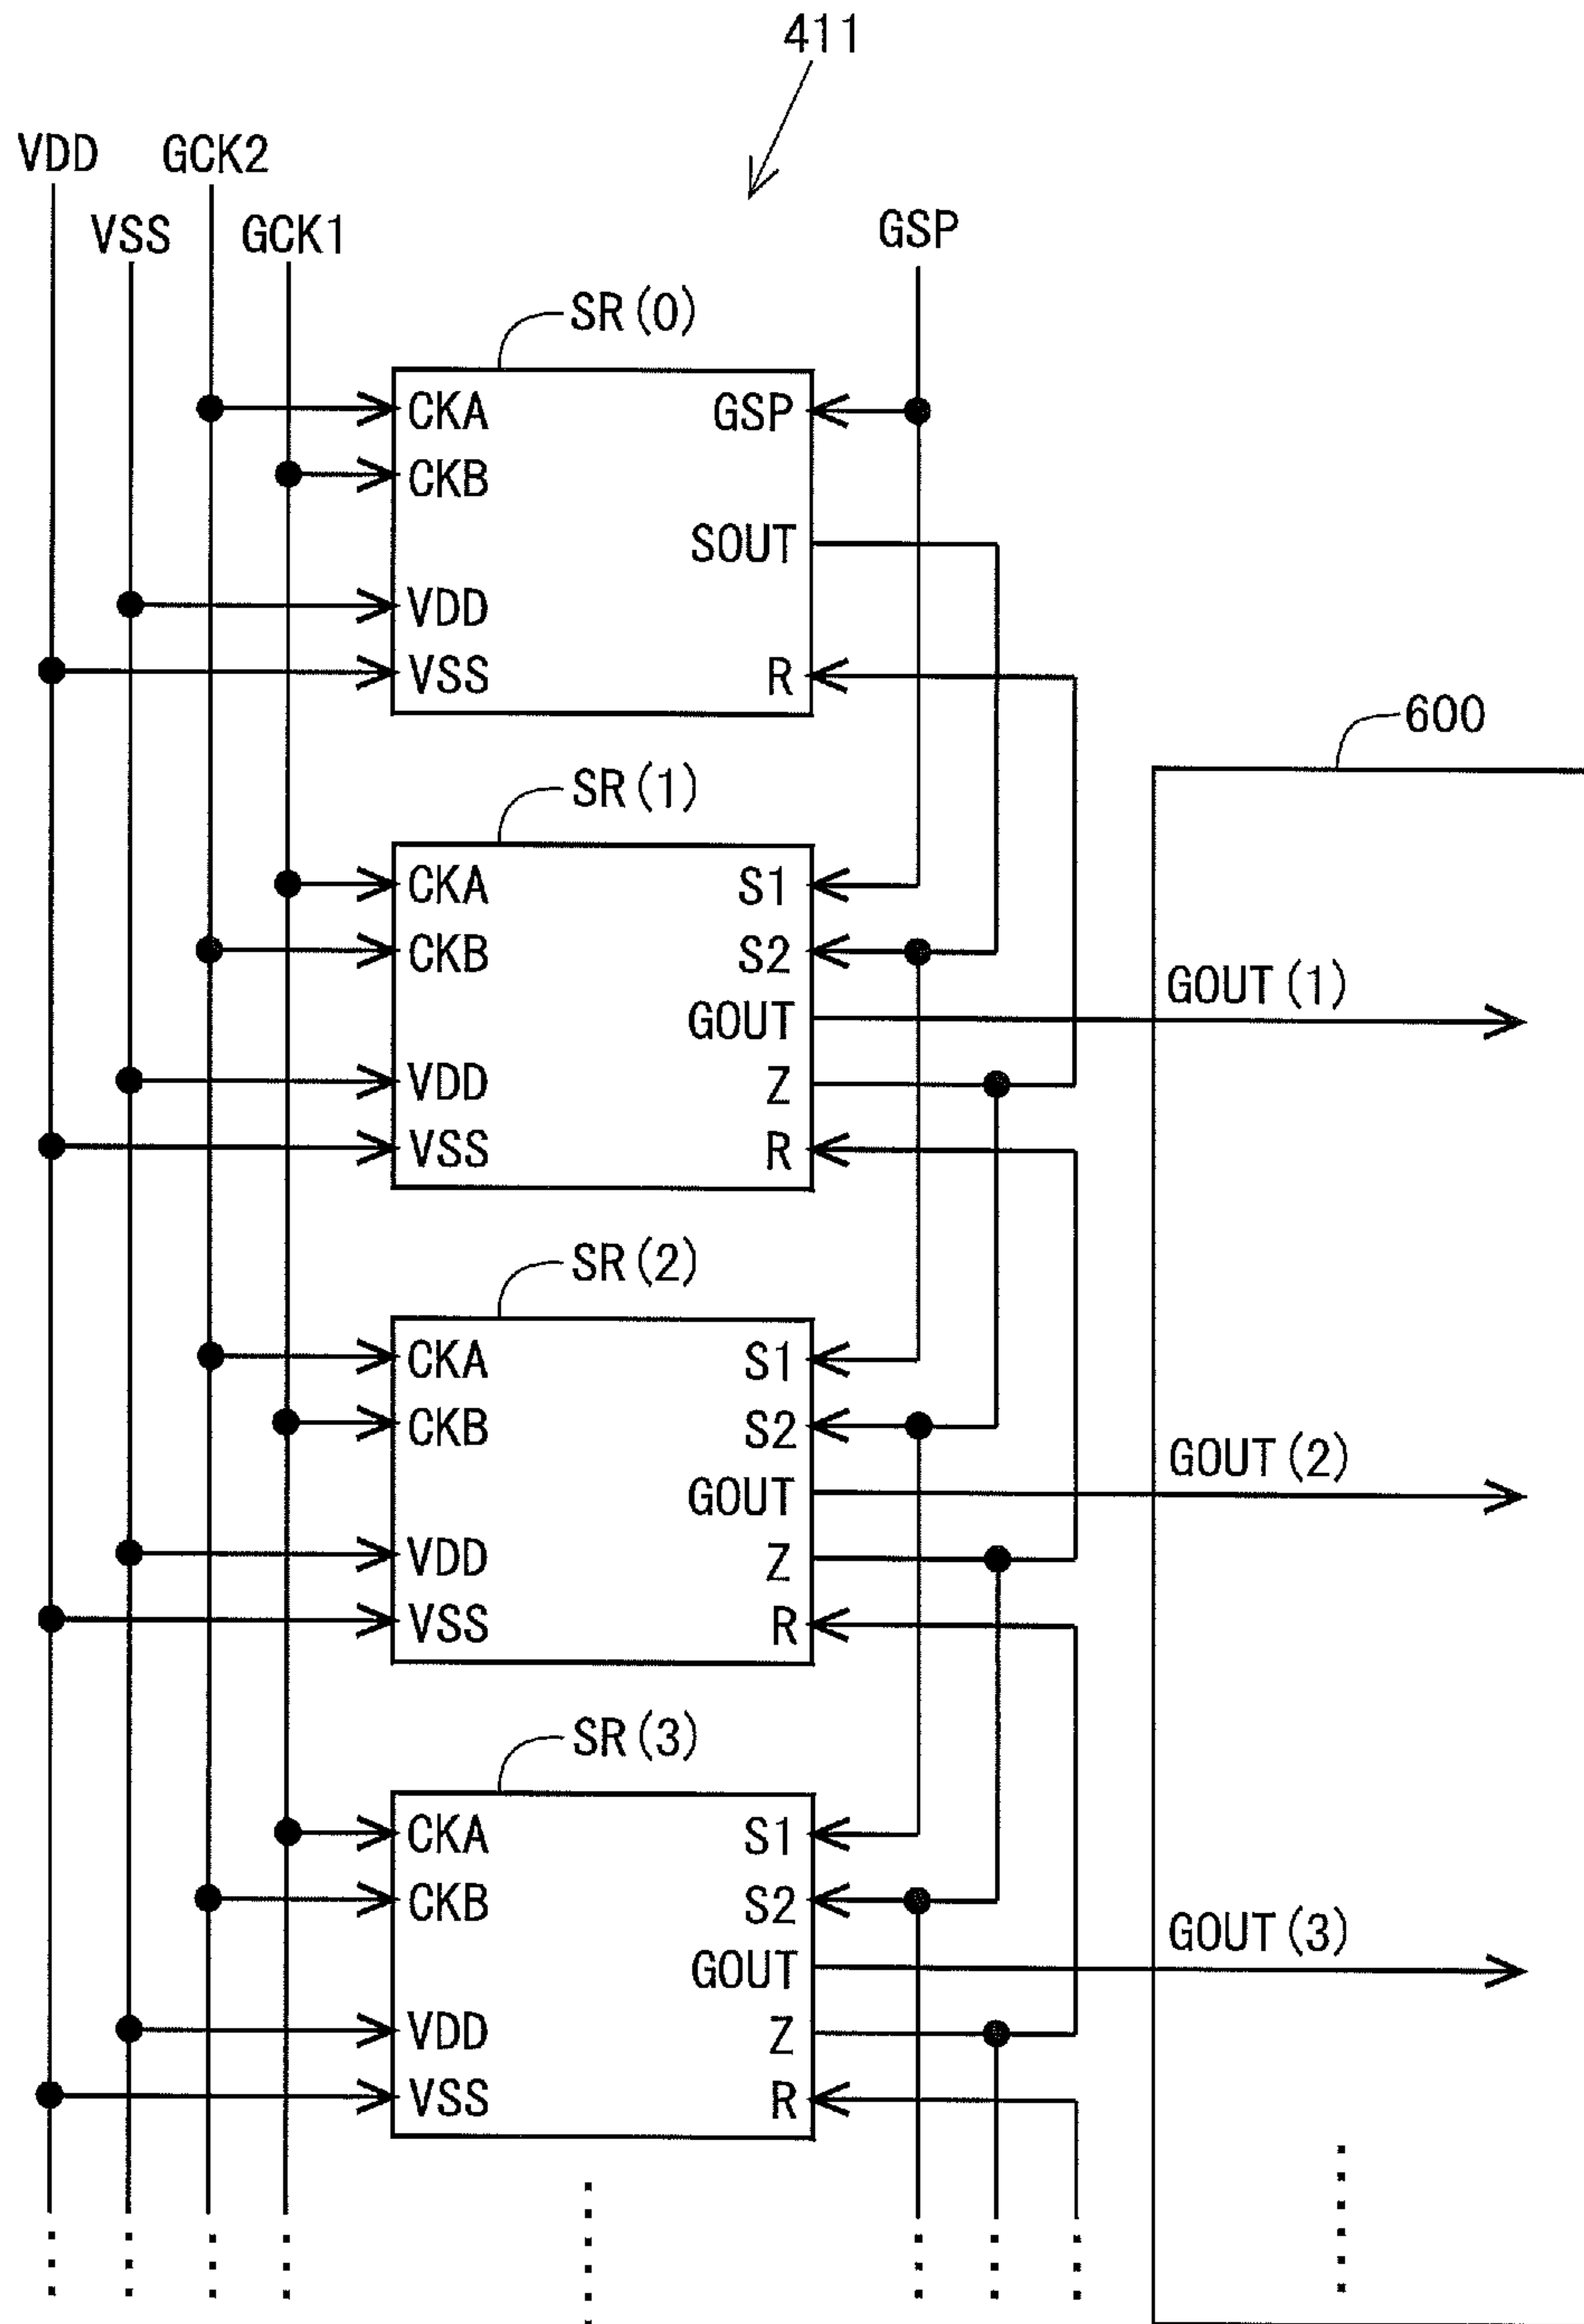 411
VDD
GCK2
VSS
GCK1
GSP
SR(0)
CKA
GSP
CKB
SOUT
VDD
VSS
R
600
SR(1)
CKA
S1
CKB
S2
GOUT
GOUT(1)
VDD
Z
VSS
R
SR(2)
CKA
S1
CKB
S2
GOUT
GOUT(2)
VDD
Z
VSS
R
SR(3)
CKA
S1
CKB
S2
GOUT
GOUT(3)
VDD
Z
VSS
R